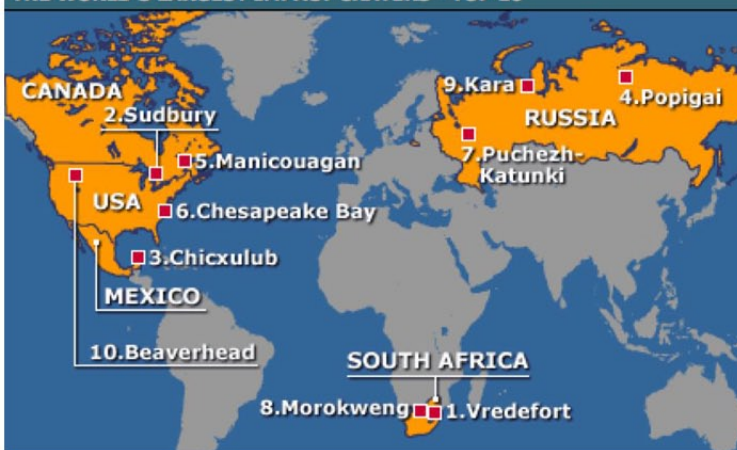 CANADA
2.Sudbury
5.Manicouagan
USA
6.Chesapeake Bay
3.Chicxulub
MEXICO
10.Beaverhead
9.Kara
4.Popigai
RUSSIA
7.Puchezh-
Katunki
SOUTH AFRICA
8.Morokweng
1.Vredefort